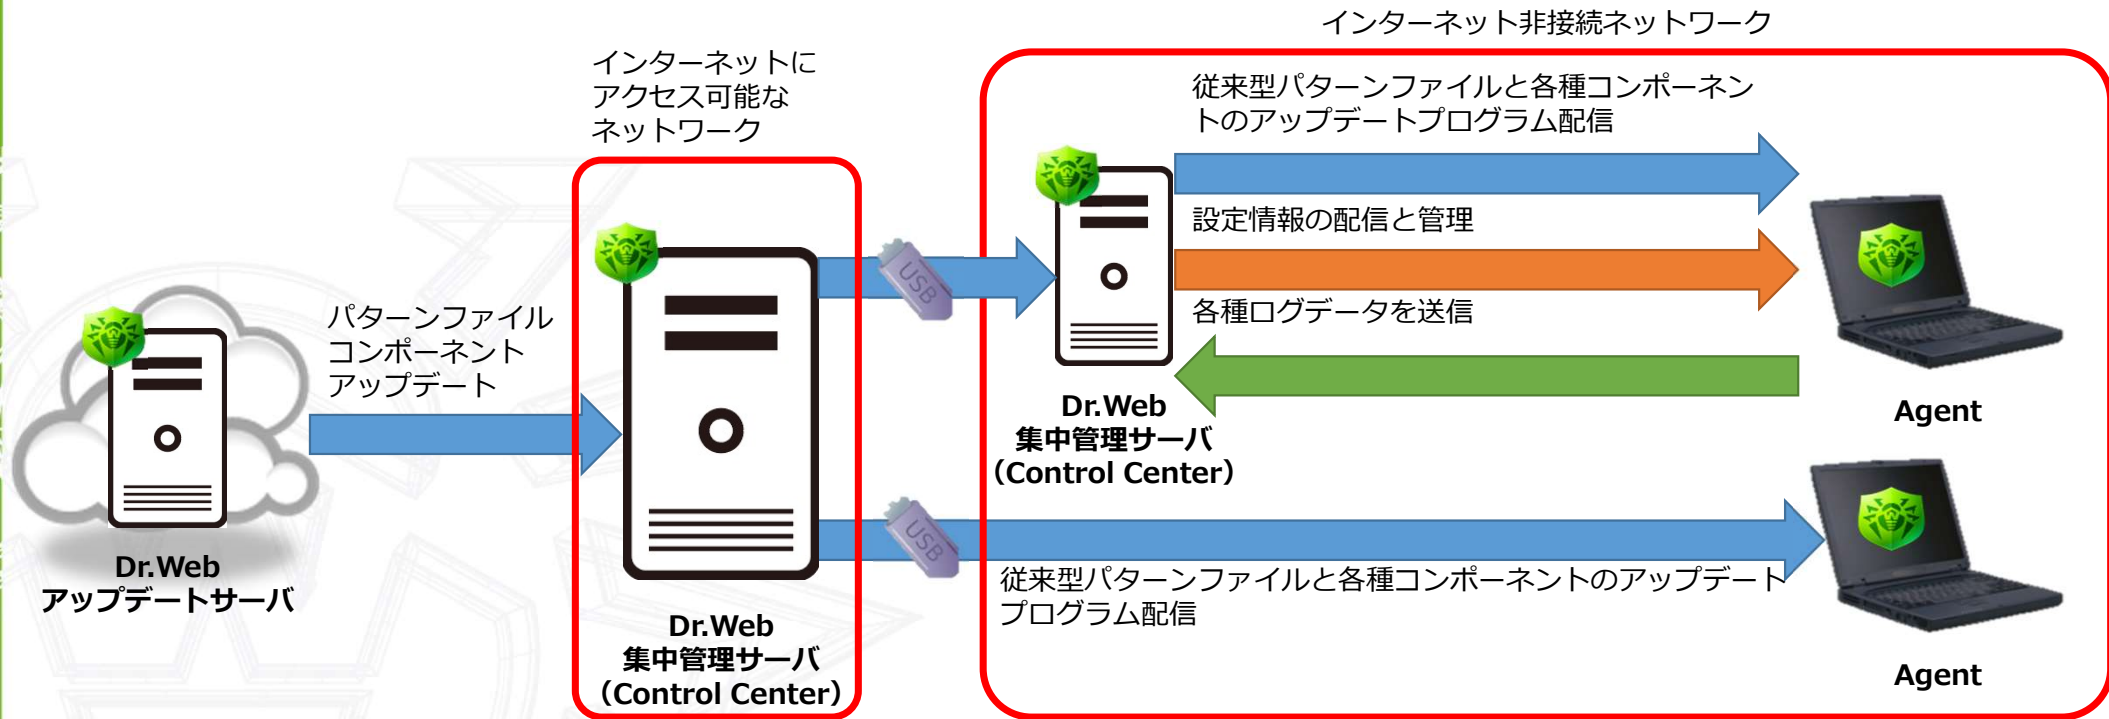 インターネット非接続ネットワーク
インターネットに
アクセス可能な
ネットワーク
従来型パターンファイルと各種コンポーネン
トのアップデートプログラム配信
設定情報の配信と管理
各種ログデータを送信
パターンファイル
コンポーネント
アップデート
USB
Dr.Web
集中管理サーバ
（Control Center）
Agent
USB
従来型パターンファイルと各種コンポーネントのアップデート
プログラム配信
Dr.Web
アップデートサーバ
Dr.Web
集中管理サーバ
（Control Center）
Agent